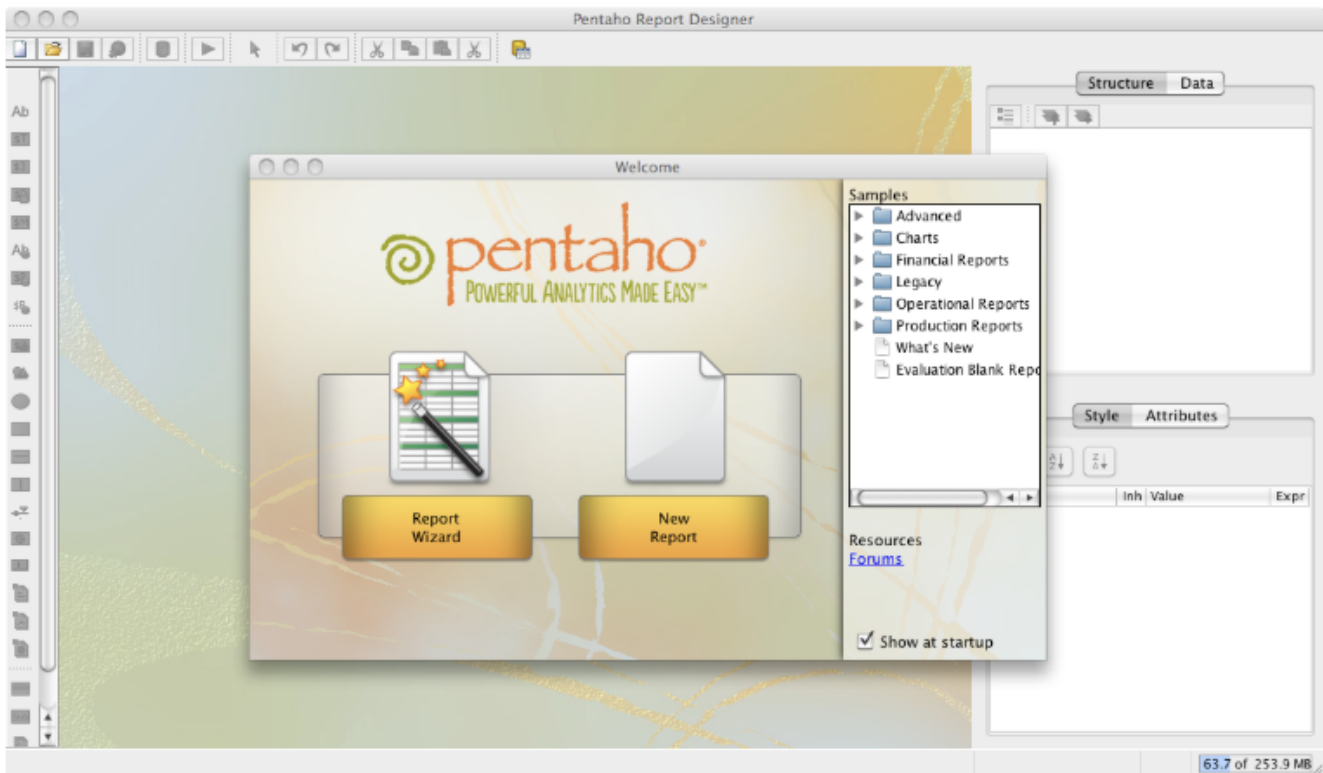 Pentaho Report Designer
Structure Data
Welcome
pentaho
POWERFUL ANALYTICS MADE EASY™
Report
Wizard
New
Report
Samples
Advanced
Charts
Financial Reports
Legacy
Operational Reports
Production Reports
What's New
Evaluation Blank Repo
Resources
Forums
Show at startup
Style Attributes
Inh Value Expr
63.7 of 253.9 MB
Ab